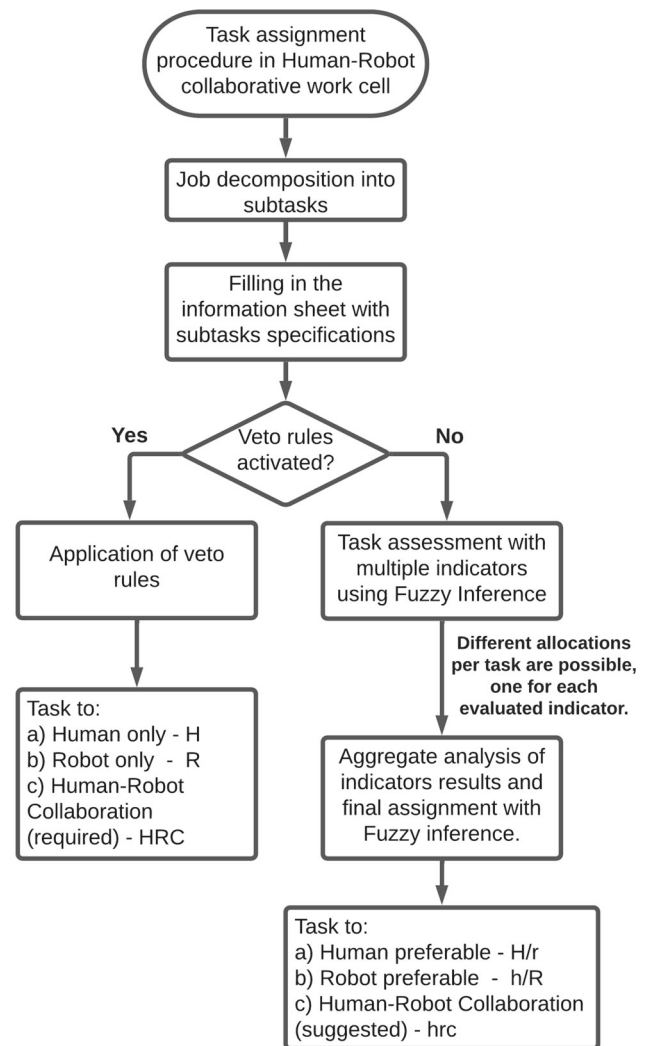 Task assignment
procedure in Human-Robot
collaborative work cell
Job decomposition into
subtasks
Filling in the
information sheet with
subtasks specifications
Veto rules
activated?
Yes
No
Application of veto
rules
Task assessment with
multiple indicators
using Fuzzy Inference
Different allocations
per task are possible,
one for each
evaluated indicator.
Task to:
a) Human only - H
b) Robot only - R
c) Human-Robot
Collaboration
(required) - HRC
Aggregate analysis of
indicators results and
final assignment with
Fuzzy inference.
Task to:
a) Human preferable - H/r
b) Robot preferable - h/R
c) Human-Robot Collaboration
(suggested) - hrc